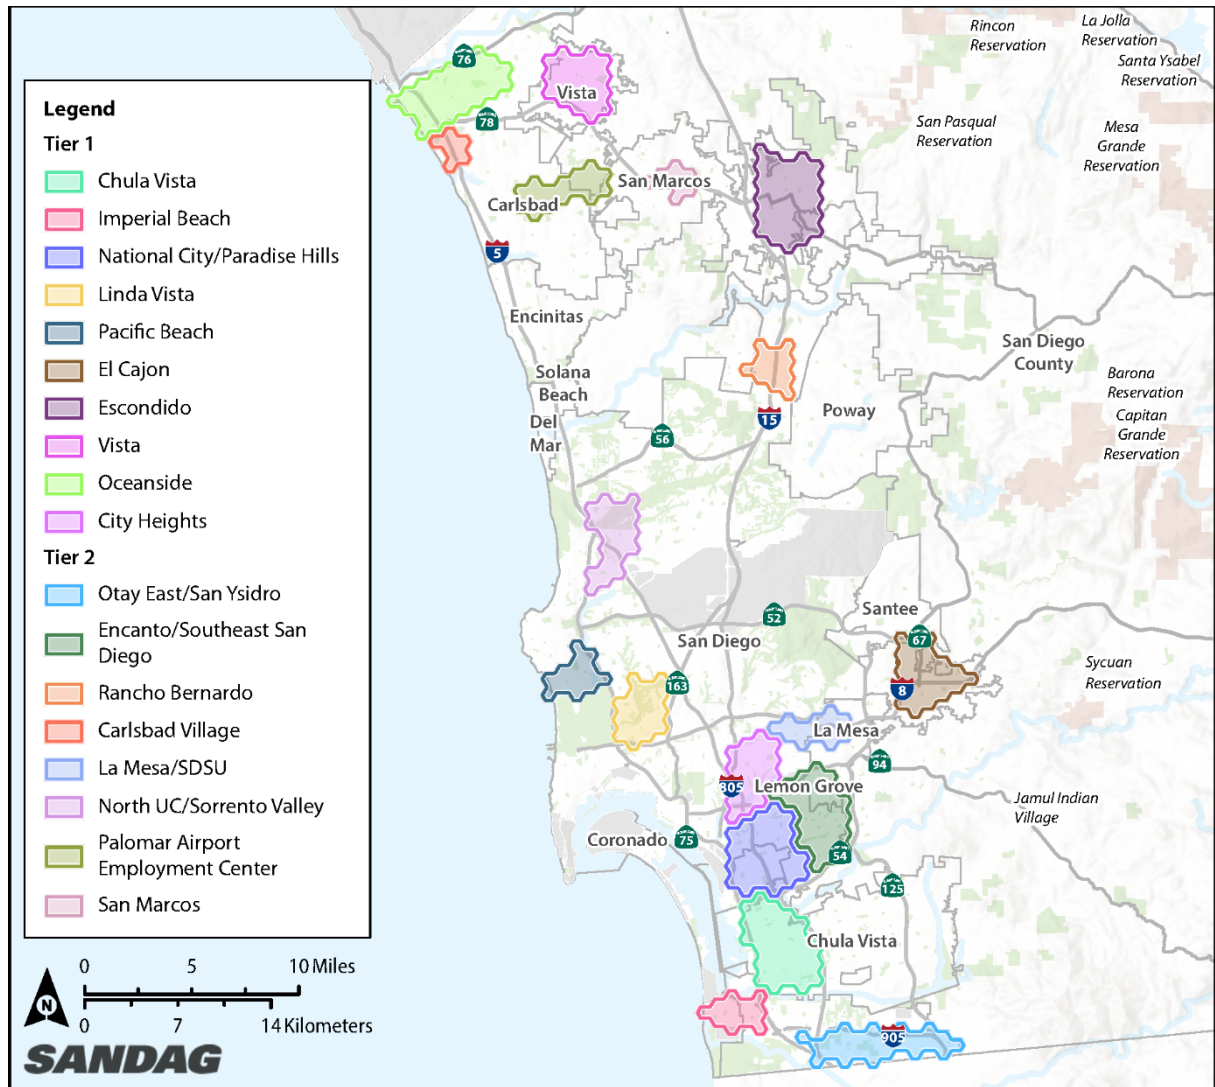 Legend
Tier 1
Chula Vista
Imperial Beach
National City/Paradise Hills
Linda Vista
Pacific Beach
El Cajon
Escondido
Vista
Oceanside
City Heights
Tier 2
Otay East/San Ysidro
Encanto/Southeast San
Diego
Rancho Bernardo
Carlsbad Village
La Mesa/SDSU
North UC/Sorrento Valley
Palomar Airport
Employment Center
San Marcos
0 5 10 Miles
0 7 14 Kilometers
N
SANDAG
Rincon
Reservation
La Jolla
Reservation
Santa Ysabel
Reservation
San Pasqual
Reservation
Mesa
Grande
Reservation
76
Vista
78
San Marcos
Carlsbad
5
Encinitas
San Diego
County
Solana
Beach
Barona
Reservation
Capitan
Grande
Reservation
Del
Mar
Poway
15
56
Santee
52
San Diego
67
Sycuan
Reservation
163
8
La Mesa
94
805
Lemon Grove
Jamul Indian
Village
Coronado
75
54
125
Chula Vista
905